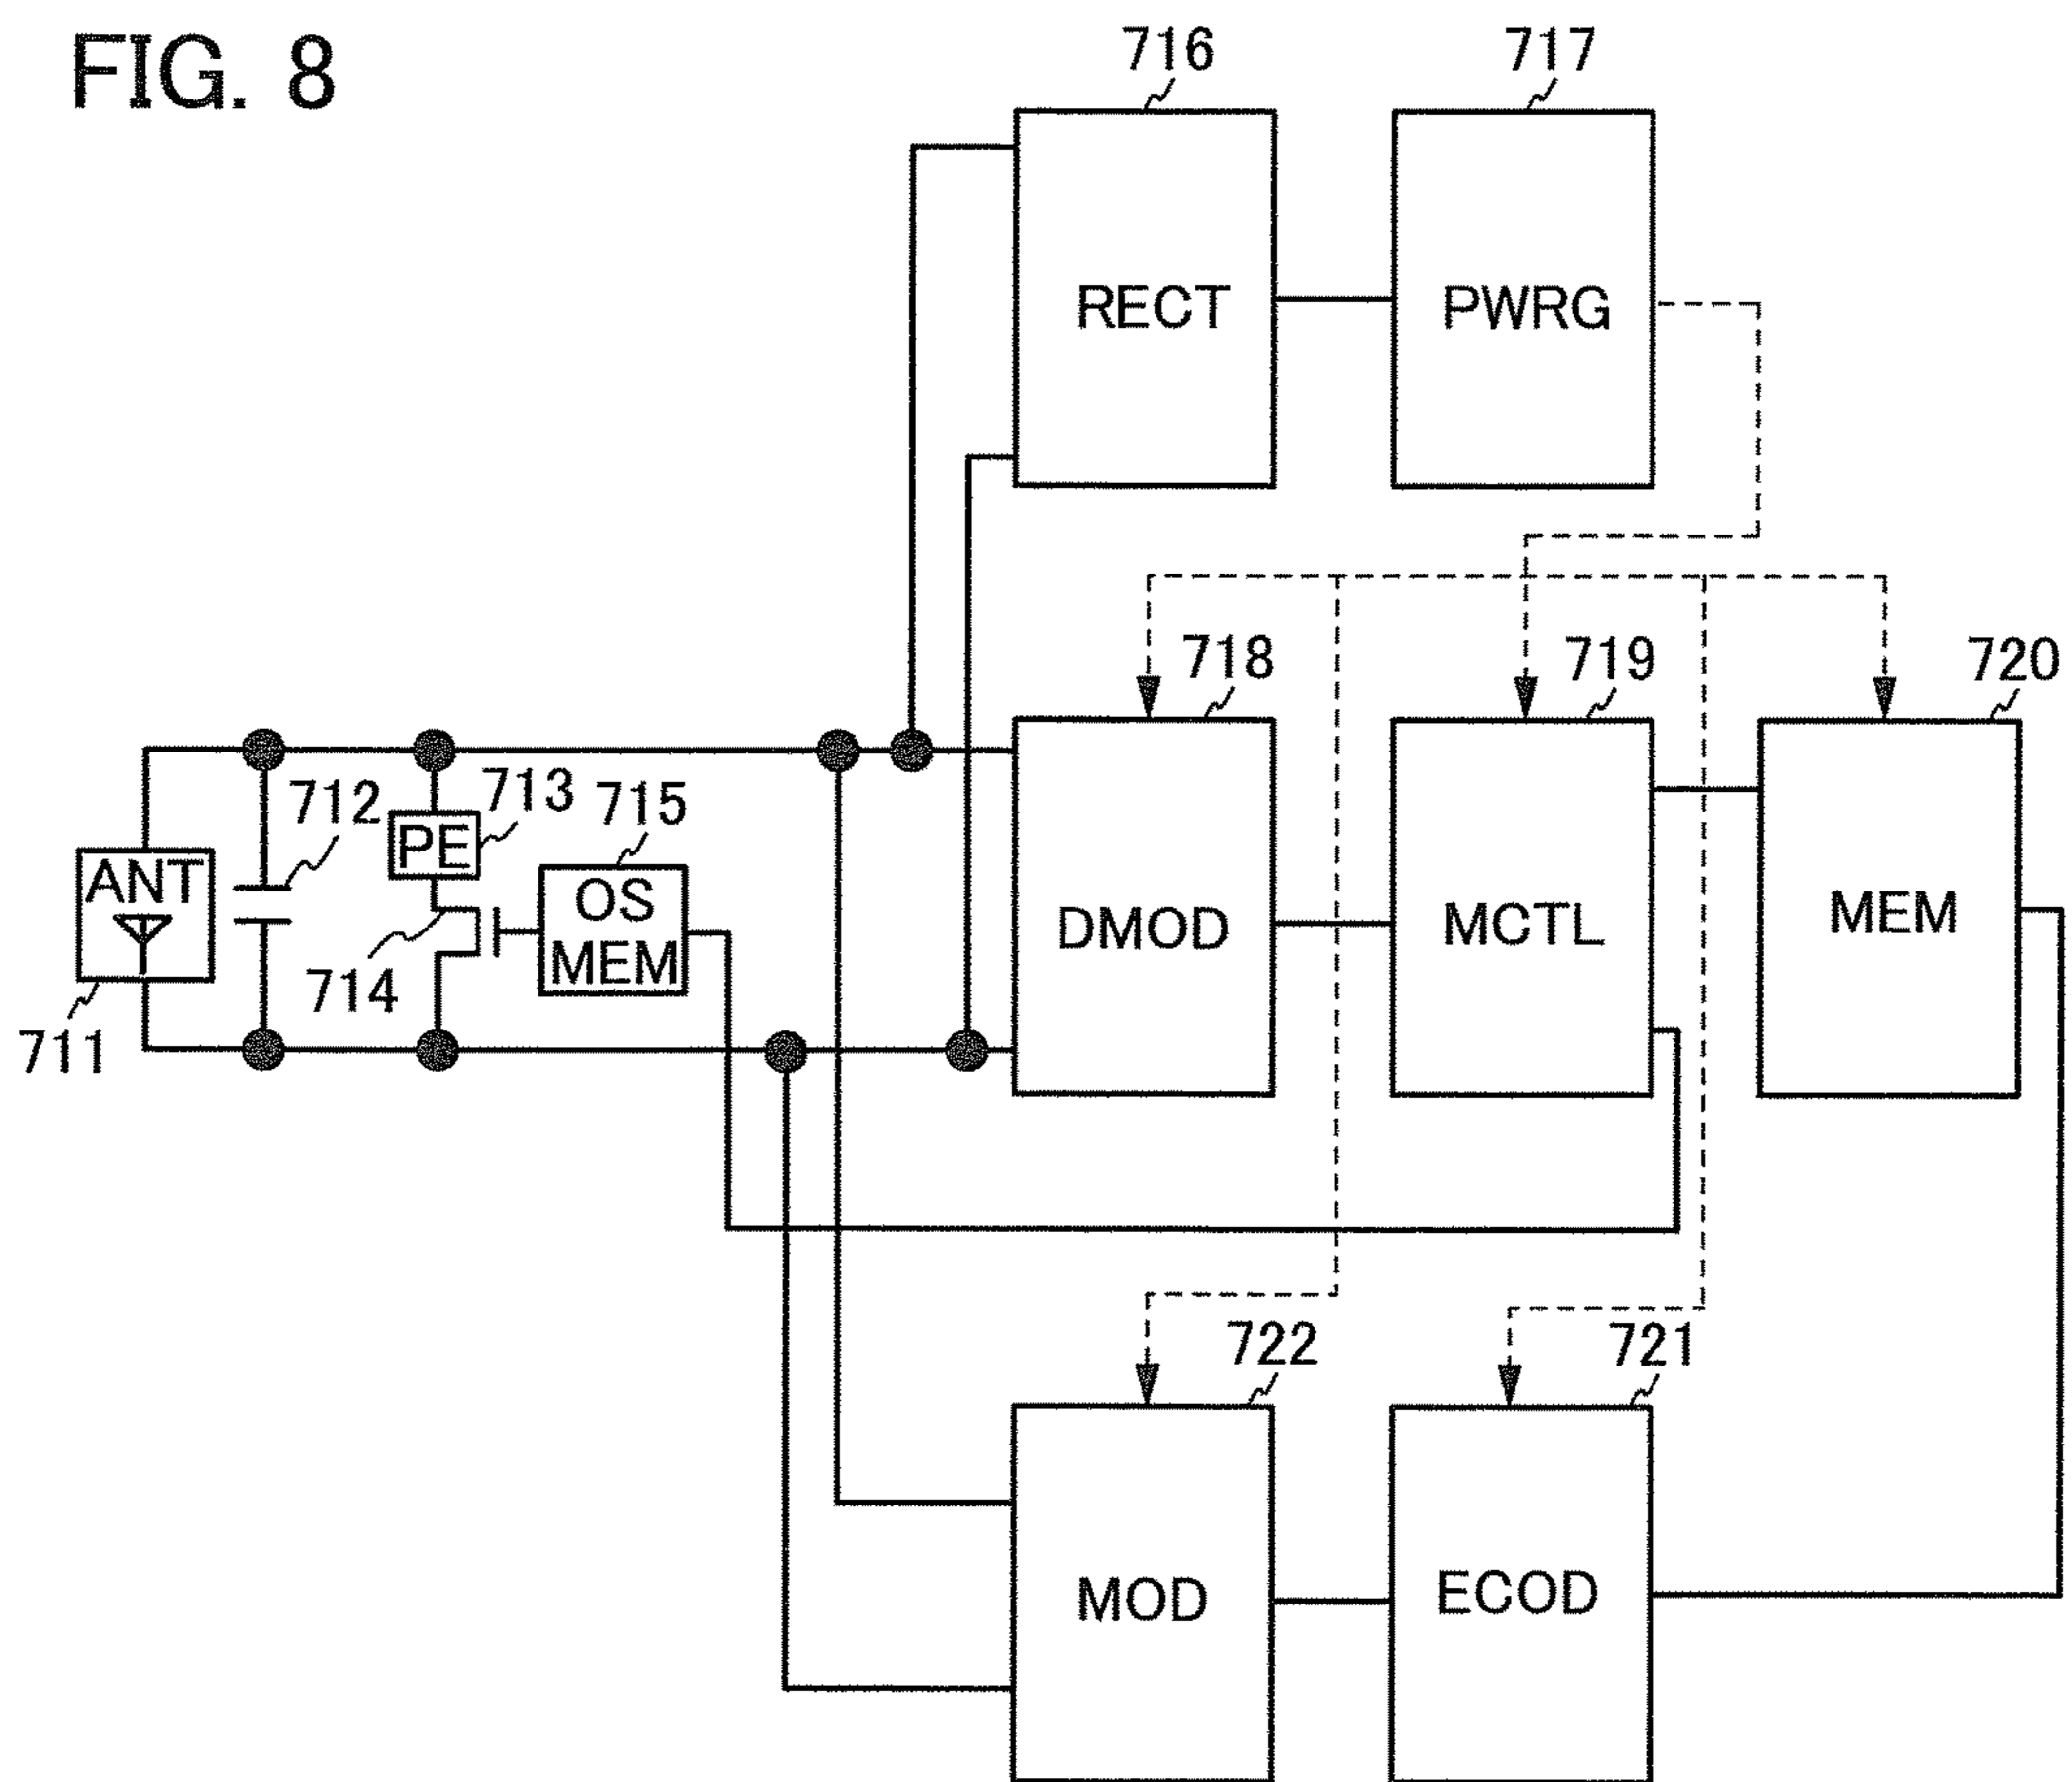 FIG. 8
716
717
RECT
PWRG
718
719
720
712
713
715
PE
ANT
OS
MEM
714
711
DMOD
MCTL
MEM
722
721
MOD
ECOD